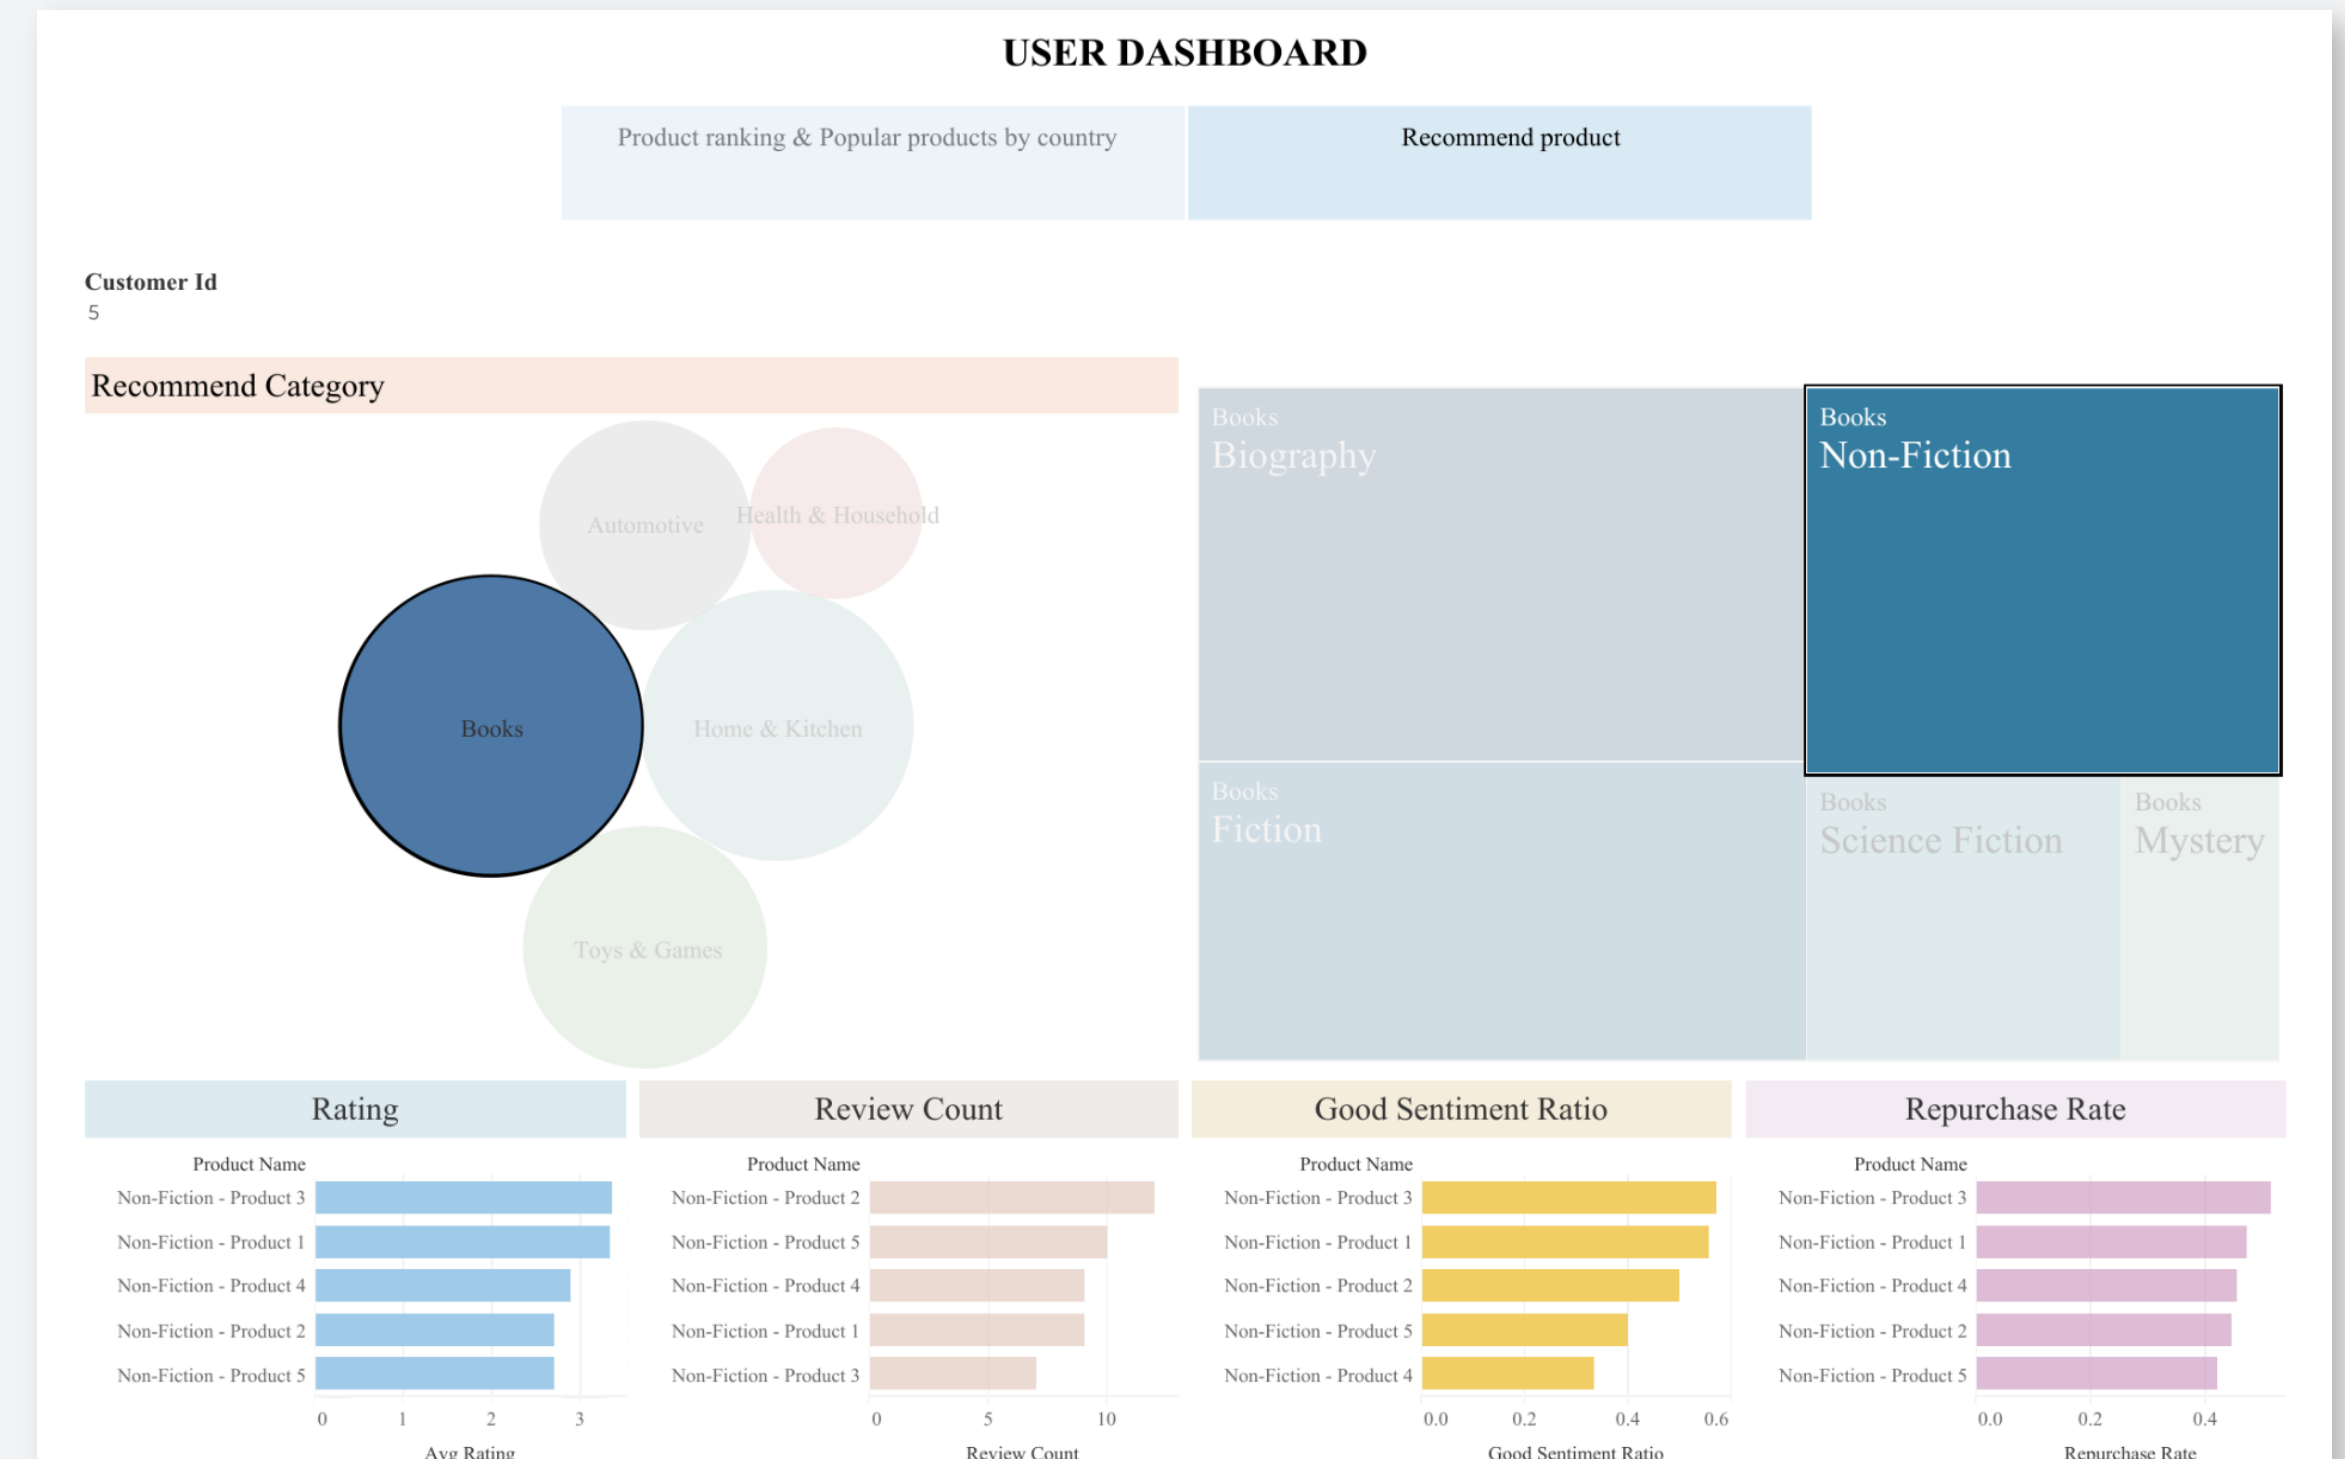 USER DASHBOARD
Product ranking & Popular products by country
Recommend product
Customer Id
5
Recommend Category
Automotive
Health & Household
Books
Home & Kitchen
Toys & Games
Books
Biography
Books
Non-Fiction
Books
Fiction
Books
Science Fiction
Books
Mystery
Rating
Product Name
Non-Fiction - Product 3
Non-Fiction - Product 1
Non-Fiction - Product 4
Non-Fiction - Product 2
Non-Fiction - Product 5
0 1 2 3
Avg Rating
Review Count
Product Name
Non-Fiction - Product 2
Non-Fiction - Product 5
Non-Fiction - Product 4
Non-Fiction - Product 1
Non-Fiction - Product 3
0 5 10
Review Count
Good Sentiment Ratio
Product Name
Non-Fiction - Product 3
Non-Fiction - Product 1
Non-Fiction - Product 2
Non-Fiction - Product 5
Non-Fiction - Product 4
0.0 0.2 0.4 0.6
Good Sentiment Ratio
Repurchase Rate
Product Name
Non-Fiction - Product 3
Non-Fiction - Product 1
Non-Fiction - Product 4
Non-Fiction - Product 2
Non-Fiction - Product 5
0.0 0.2 0.4
Repurchase Rate